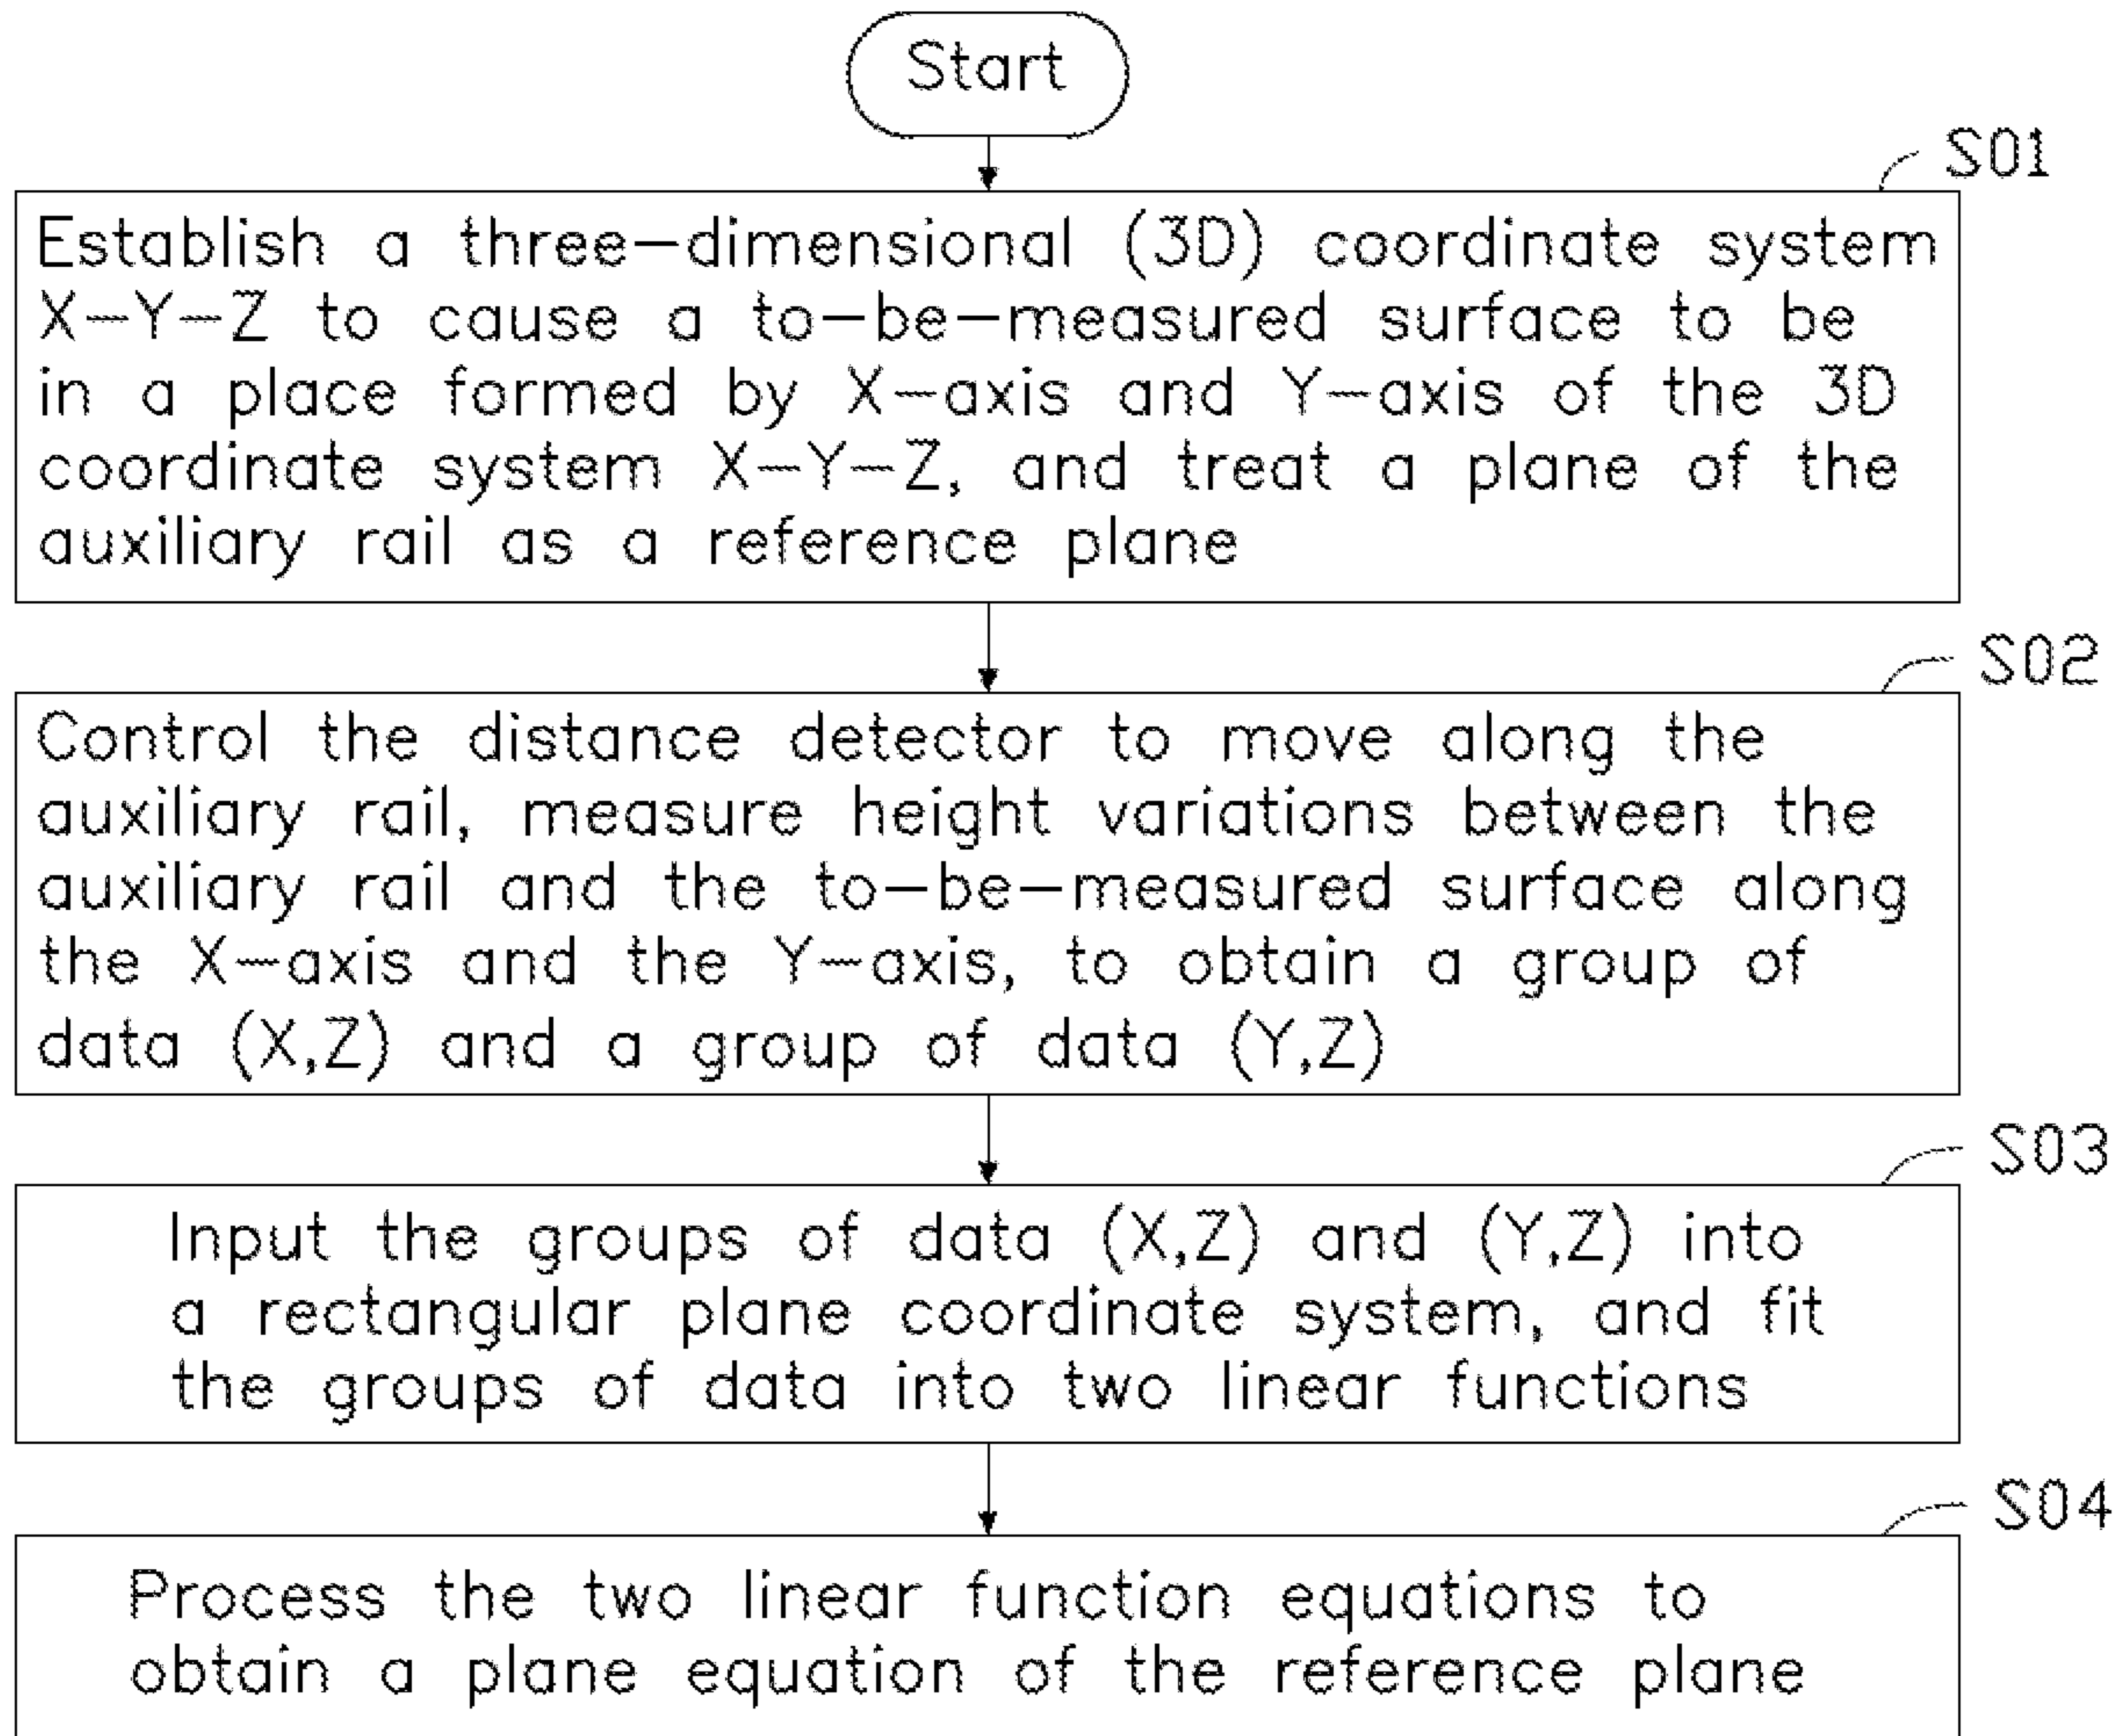 Start
S01
Establish a three-dimensional (3D) coordinate system
X-Y-Z to cause a to-be-measured surface to be
in a place formed by X-axis and Y-axis of the 3D
coordinate system X-Y-Z, and treat a plane of the
auxiliary rail as a reference plane
S02
Control the distance detector to move along the
auxiliary rail, measure height variations between the
auxiliary rail and the to-be-measured surface along
the X-axis and the Y-axis, to obtain a group of
data (X,Z) and a group of data (Y,Z)
S03
Input the groups of data (X,Z) and (Y,Z) into
a rectangular plane coordinate system, and fit
the groups of data into two linear functions
S04
Process the two linear function equations to
obtain a plane equation of the reference plane